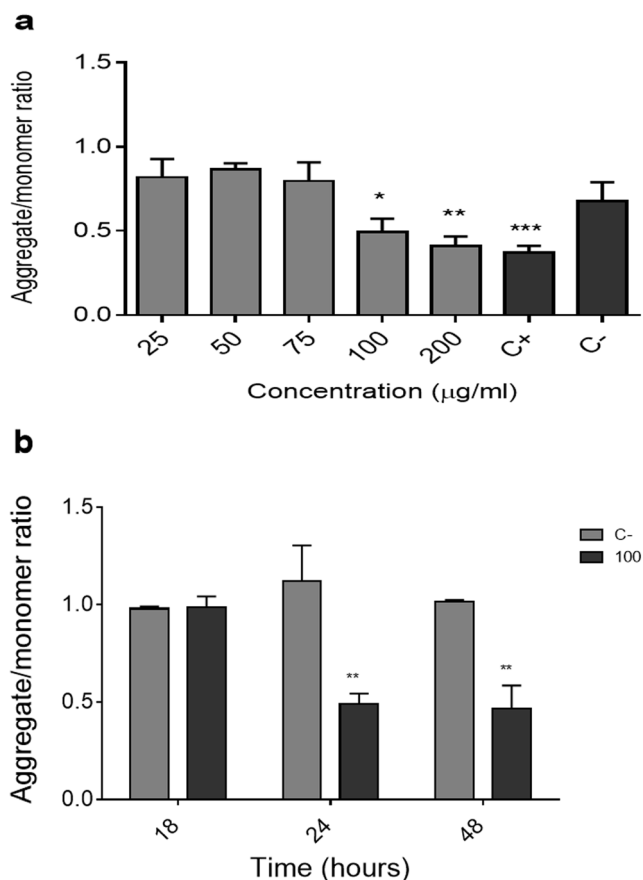 a
Aggregate/monomer ratio
1.5
1.0
0.5
0.0
*
**
***
25
50
75
100
200
C+
C-
Concentration (μg/ml)
b
Aggregate/monomer ratio
1.5
1.0
0.5
0.0
**
**
C-
100
18
24
48
Time (hours)